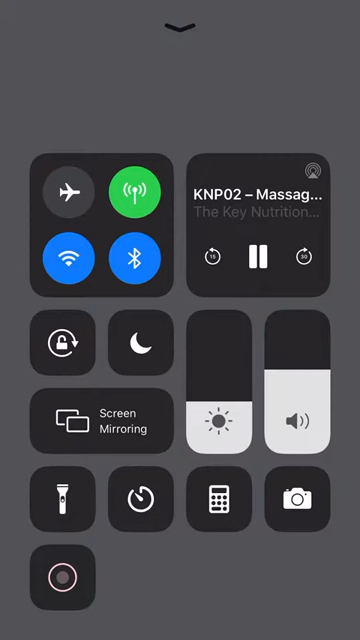 KNP02 – Massag...
The Key Nutrition...
15
30
Screen
Mirroring